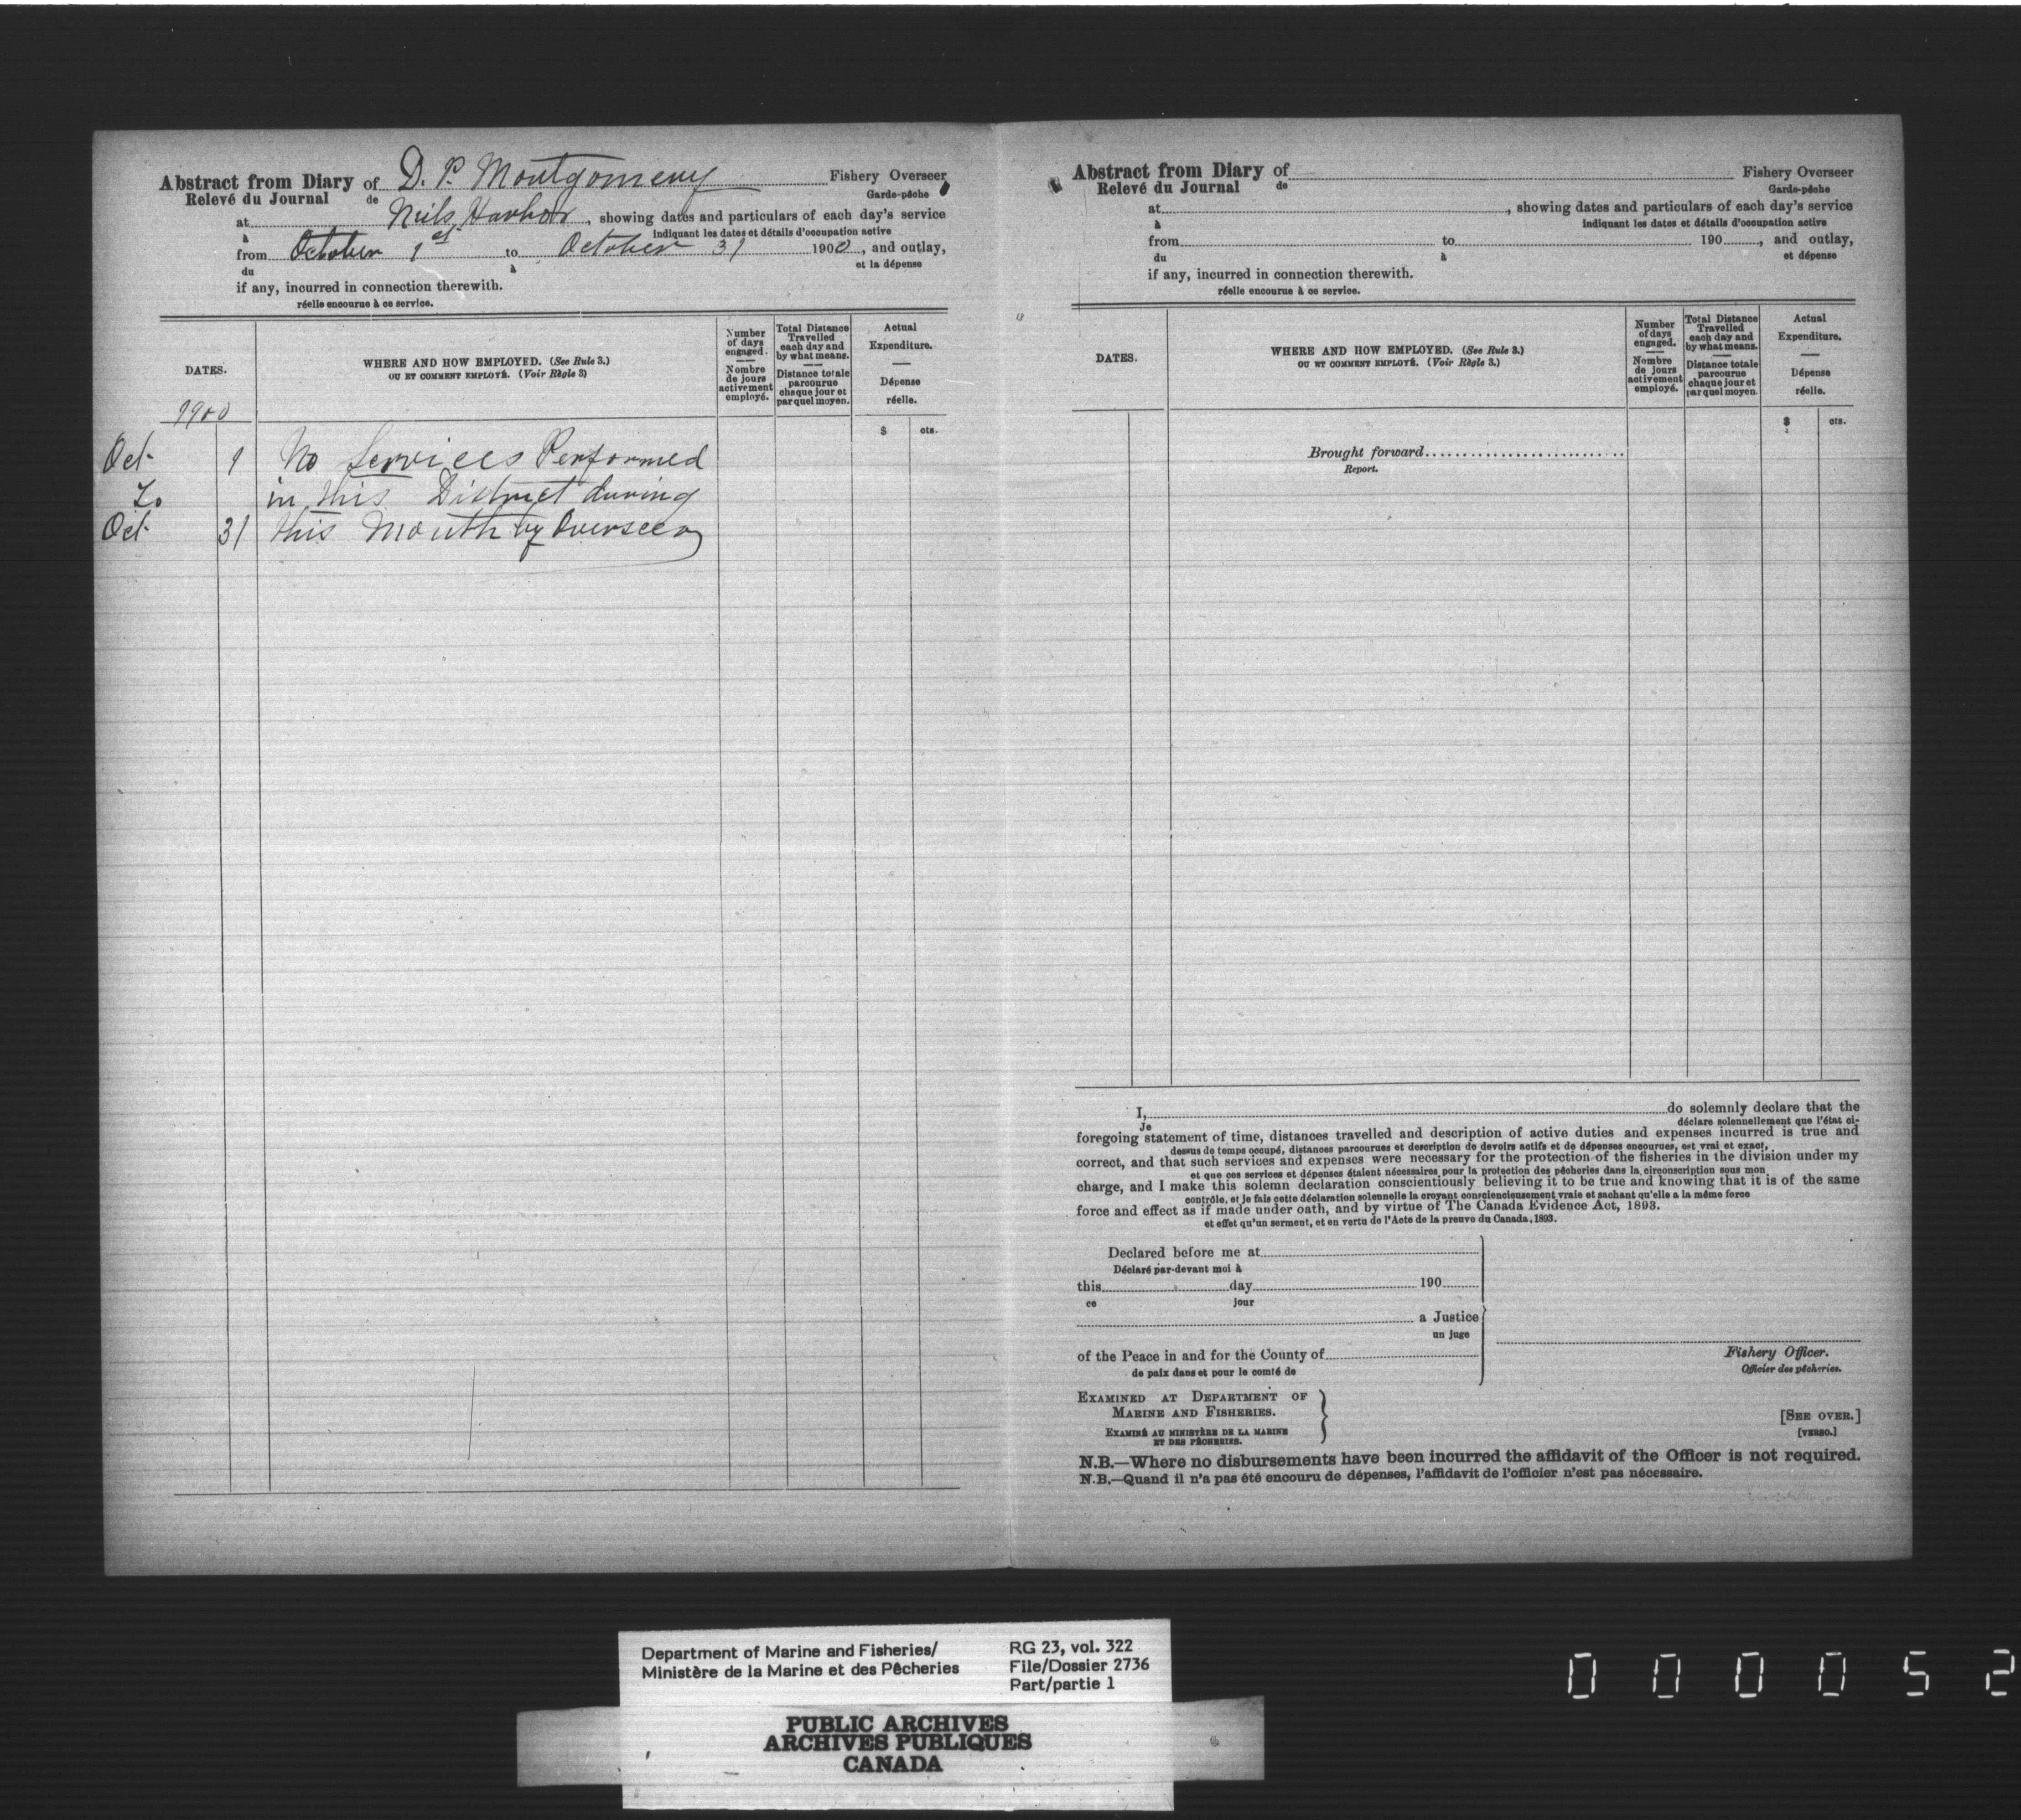 Abstract from Diary of D. P. Montgomery Fishery Overseer
Relevé du Journal de Garde-pêche
at Neils Harbor, showing dates and particulars of each day's service
à indiquant les dates et détails d'occupation active
from October 1st to October 31 1900, and outlay,
du à et la dépense
if any, incurred in connection therewith.
réelle encourue à ce service.
DATES.
1900
WHERE AND HOW EMPLOYED. (See Rule 3.)
OU ET COMMENT EMPLOYÉ. (Voir Règle 3)
Number of days engaged.
Nombre de jours activement employé.
Total Distance Travelled each day and by what means.
Distance totale parcourue chaque jour et par quel moyen.
Actual Expenditure.
Dépense réelle.
$ cts.
Oct 1 No Services Performed
To in this District during
Oct 31 this Month by Overseer
Abstract from Diary of Fishery Overseer
Relevé du Journal de Garde-pêche
at , showing dates and particulars of each day's service
à indiquant les dates et détails d'occupation active
from to 190 , and outlay,
du à et dépense
if any, incurred in connection therewith.
réelle encourue à ce service.
DATES.
WHERE AND HOW EMPLOYED. (See Rule 3.)
OU ET COMMENT EMPLOYÉ. (Voir Règle 3.)
Number of days engaged.
Nombre de jours activement employé.
Total Distance Travelled each day and by what means.
Distance totale parcourue chaque jour et par quel moyen.
Actual Expenditure.
Dépense réelle.
$ cts.
Brought forward
Report.
I, do solemnly declare that the
Je déclare solennellement que l'état ci-
foregoing statement of time, distances travelled and description of active duties and expenses incurred is true and
dessus de temps occupé, distances parcourues et description de devoirs actifs et de dépenses encourues, est vrai et exact,
correct, and that such services and expenses were necessary for the protection of the fisheries in the division under my
et que ces services et dépenses étaient nécessaires pour la protection des pêcheries dans la circonscription sous mon
charge, and I make this solemn declaration conscientiously believing it to be true and knowing that it is of the same
contrôle, et je fais cette déclaration solennelle la croyant consciencieusement vraie et sachant qu'elle a la même force
force and effect as if made under oath, and by virtue of The Canada Evidence Act, 1893.
et effet qu'un serment, et en vertu de l'Acte de la preuve du Canada, 1893.
Declared before me at
Déclaré par-devant moi à
this day 190
ce jour
a Justice
un juge
of the Peace in and for the County of
de paix dans et pour le comté de
Fishery Officer.
Officier des pêcheries.
EXAMINED AT DEPARTMENT OF
MARINE AND FISHERIES.
EXAMINÉ AU MINISTÈRE DE LA MARINE
ET DES PÊCHERIES.
[SEE OVER.]
[VERSO.]
N.B.—Where no disbursements have been incurred the affidavit of the Officer is not required.
N.B.—Quand il n'a pas été encouru de dépenses, l'affidavit de l'officier n'est pas nécessaire.
Department of Marine and Fisheries/
Ministère de la Marine et des Pêcheries
RG 23, vol. 322
File/Dossier 2736
Part/partie 1
PUBLIC ARCHIVES
ARCHIVES PUBLIQUES
CANADA
000052